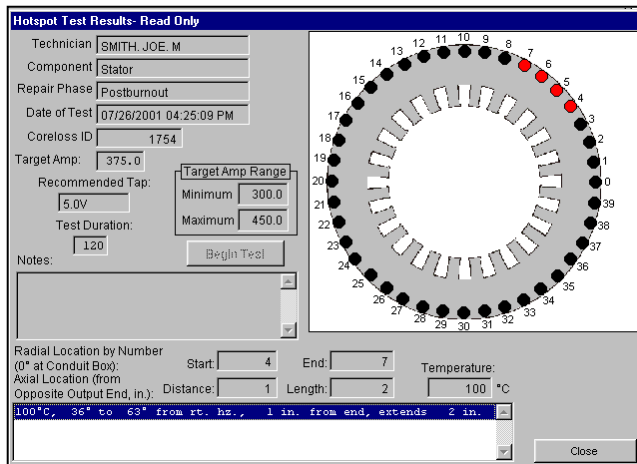 Hotspot Test Results- Read Only
Technician SMITH. JOE. M
Component Stator
Repair Phase Postburnout
Date of Test 07/26/2001 04:25:09 PM
Coreloss ID 1754
Target Amp: 375.0
Recommended Tap:
5.0V
Test Duration:
120
Target Amp Range
Minimum 300.0
Maximum 450.0
Begin Test
Notes:
10
11
9
12
8
13
7
14
6
15
5
16
4
17
3
18
2
19
1
20
0
21
39
22
38
23
37
24
36
25
35
26
34
27
33
28
32
29
31
30
Radial Location by Number
(0° at Conduit Box):
Start: 4 End: 7
Temperature:
Axial Location (from
Opposite Output End, in.):
Distance: 1 Length: 2 100 °C
100°C, 36° to 63° from rt. hz., 1 in. from end, extends 2 in.
Close